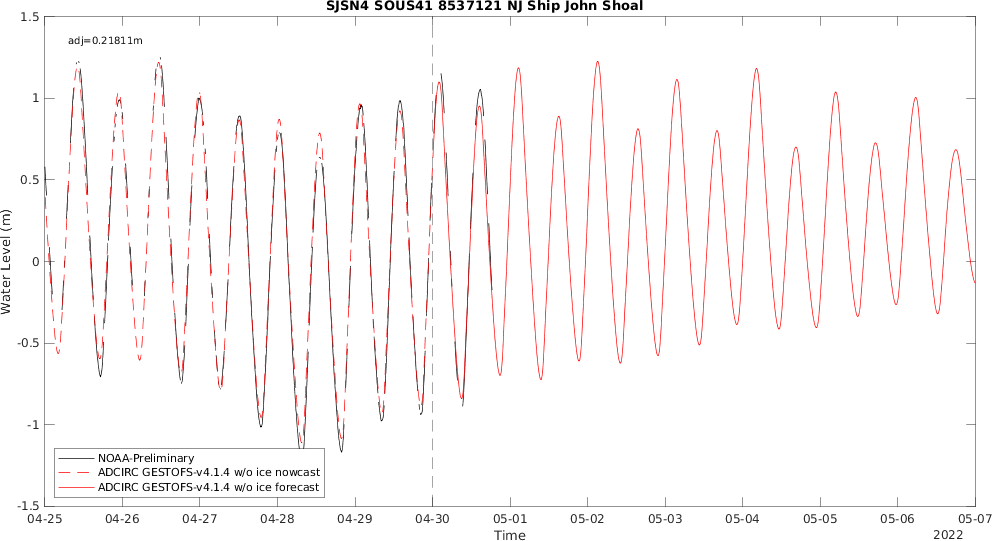 SJSN4 SOUS41 8537121 NJ Ship John Shoal
adj=0.21811m
1.5
1
0.5
0
-0.5
-1
-1.5
Water Level (m)
NOAA-Preliminary
ADCIRC GESTOFS-v4.1.4 w/o ice nowcast
ADCIRC GESTOFS-v4.1.4 w/o ice forecast
04-25 04-26 04-27 04-28 04-29 04-30 05-01 05-02 05-03 05-04 05-05 05-06 05-07
Time
2022